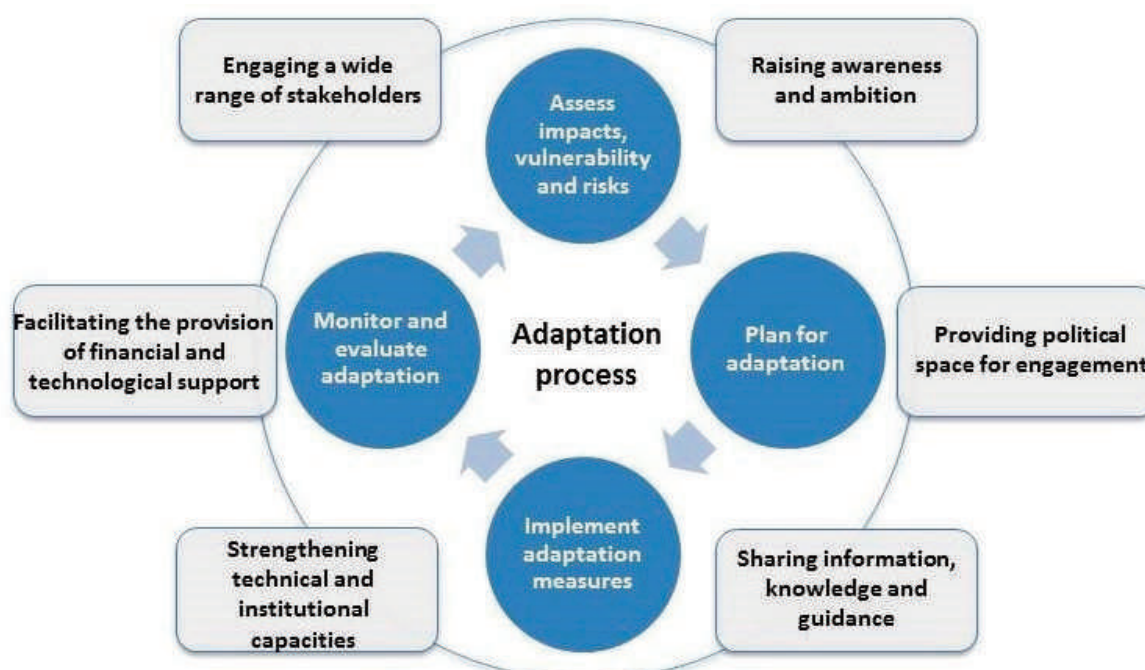 Engaging a wide
range of stakeholders
Raising awareness
and ambition
Assess
impacts,
vulnerability
and risks
Facilitating the provision
of financial and
technological support
Monitor and
evaluate
adaptation
Adaptation
process
Plan for
adaptation
Providing political
space for engagement
Implement
adaptation
measures
Strengthening
technical and
institutional
capacities
Sharing information,
knowledge and
guidance